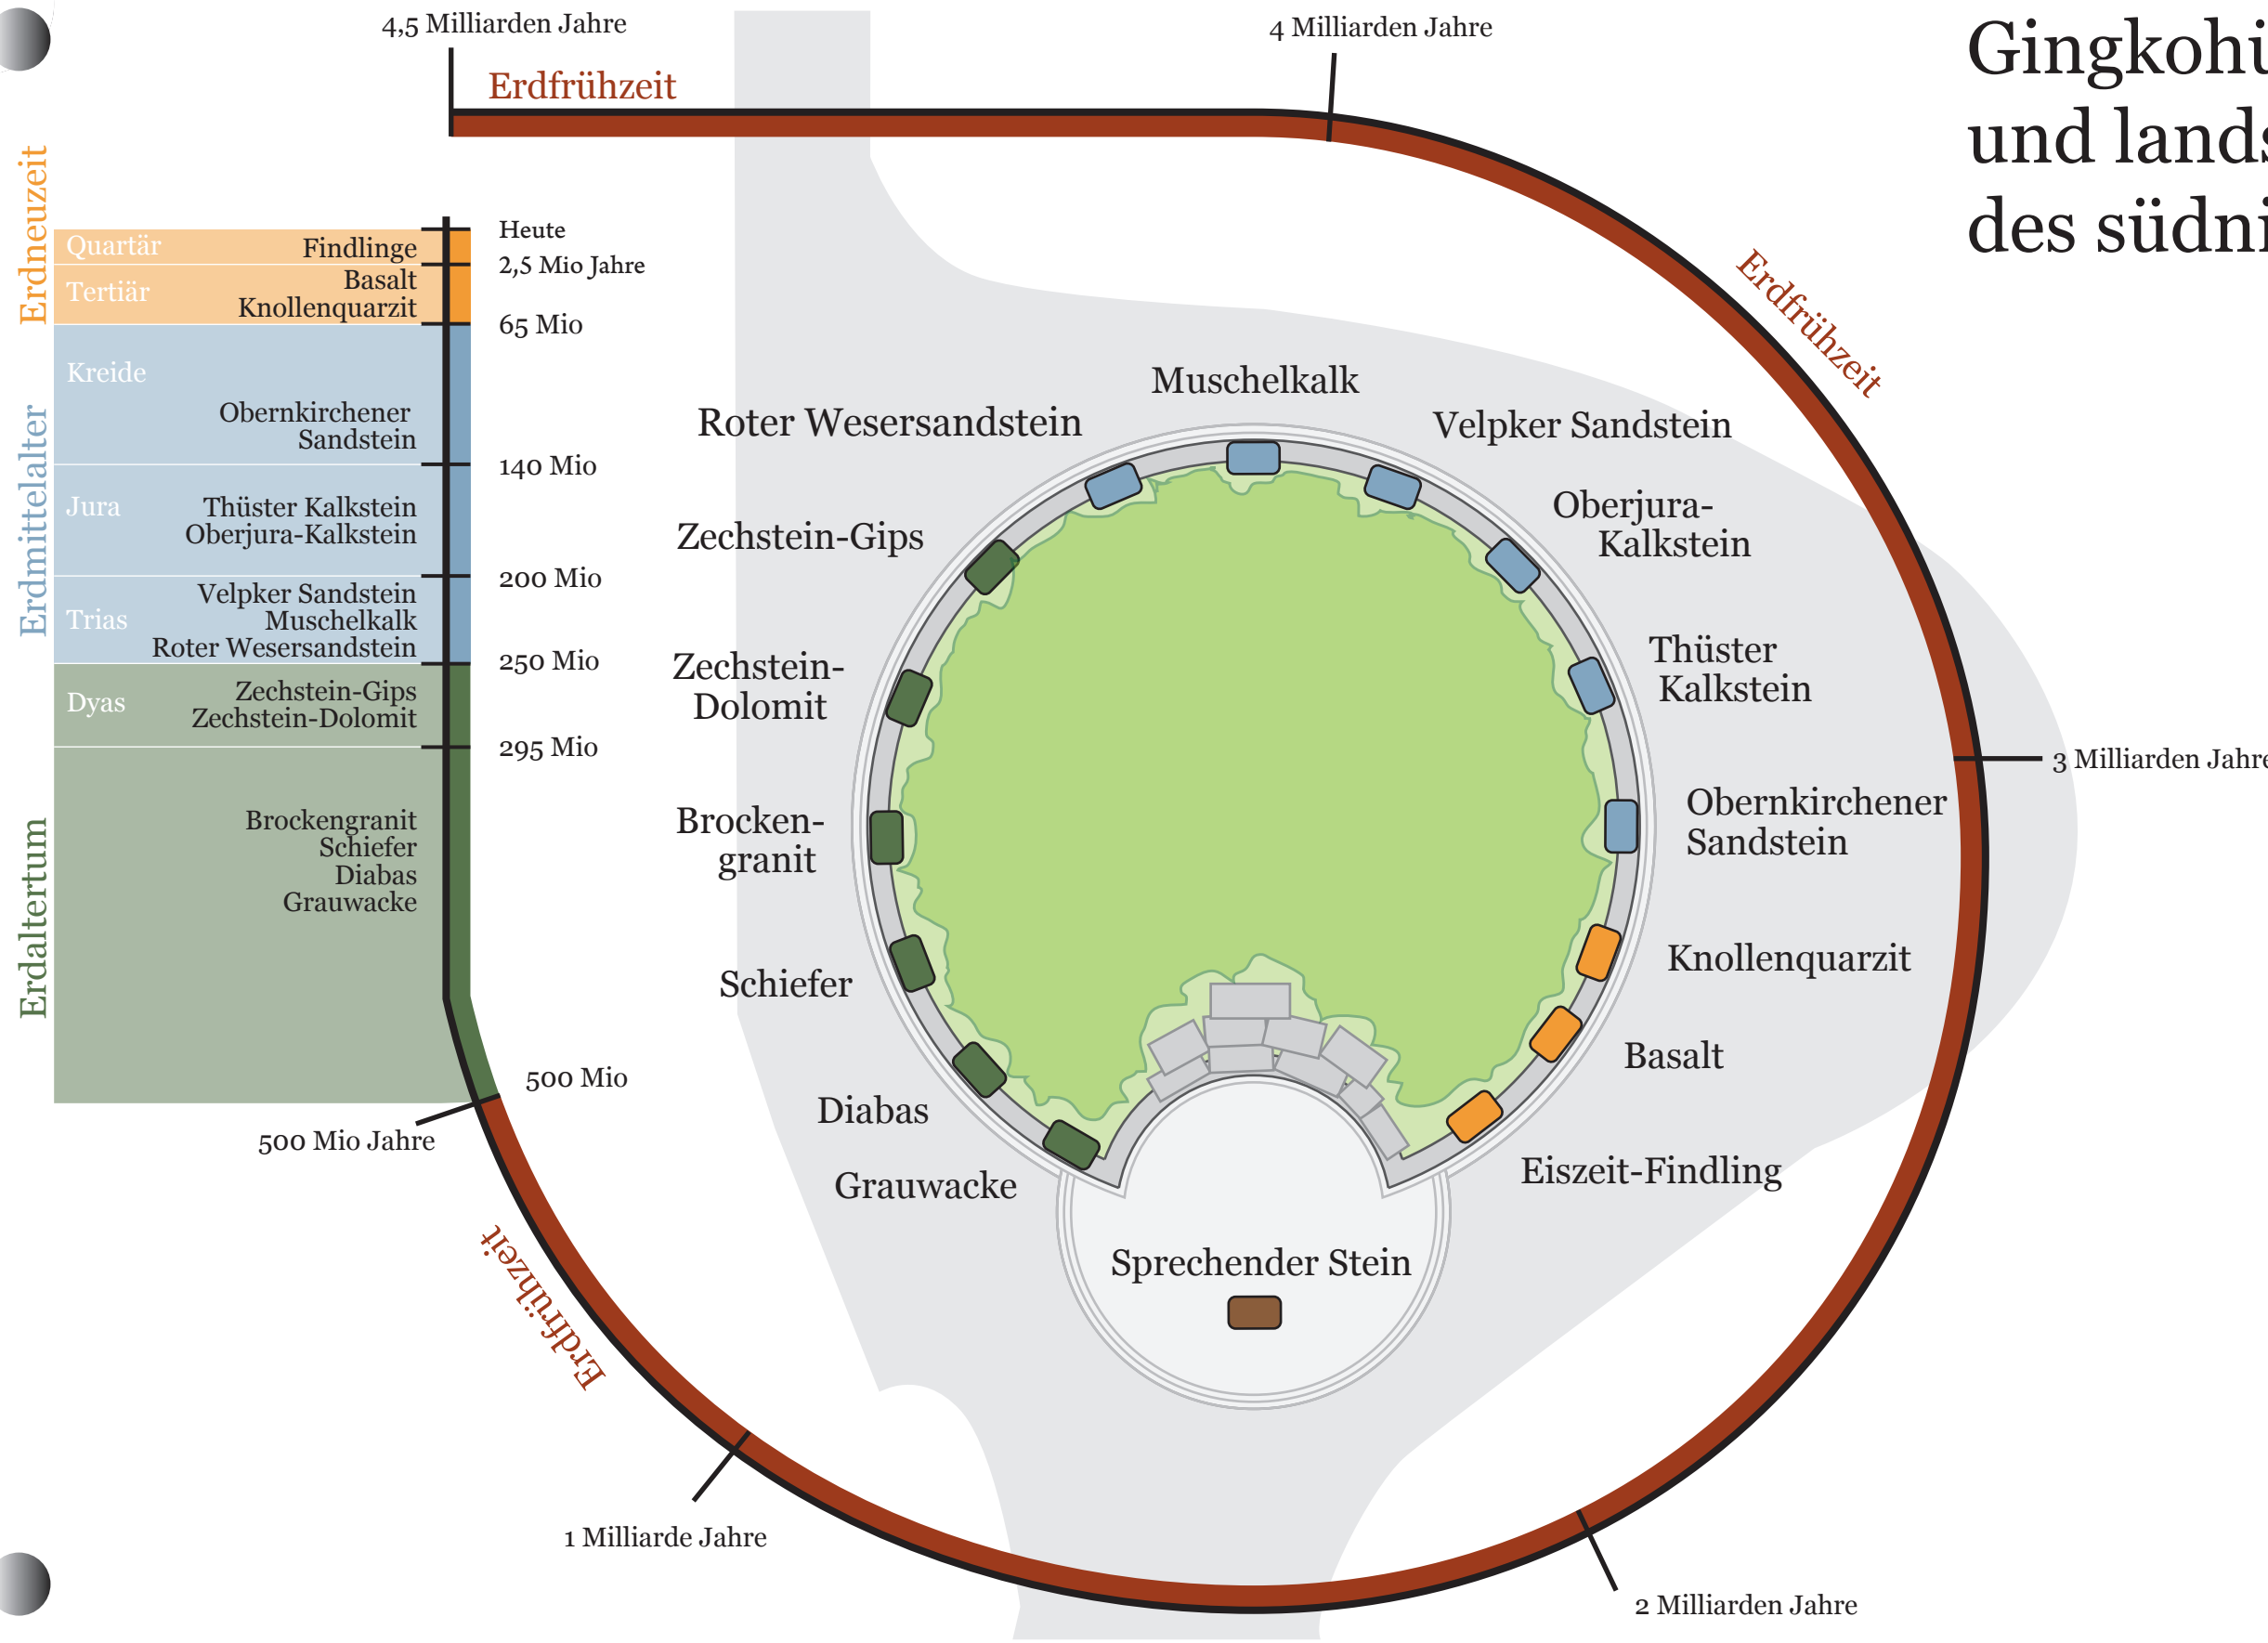 4,5 Milliarden Jahre
4 Milliarden Jahre
Erdfrühzeit
Erdneuzeit
Quartär
Findlinge
Heute
2,5 Mio Jahre
Tertiär
Basalt
Knollenquarzit
65 Mio
Erdmittelalter
Kreide
Obernkirchener
Sandstein
140 Mio
Jura
Thüster Kalkstein
Oberjura-Kalkstein
200 Mio
Trias
Velpker Sandstein
Muschelkalk
Roter Wesersandstein
250 Mio
Erdaltertum
Dyas
Zechstein-Gips
Zechstein-Dolomit
295 Mio
Brockengranit
Schiefer
Diabas
Grauwacke
500 Mio
500 Mio Jahre
Erdfrühzeit
1 Milliarde Jahre
2 Milliarden Jahre
3 Milliarden Jahre
Erdfrühzeit
Muschelkalk
Roter Wesersandstein
Velpker Sandstein
Zechstein-Gips
Oberjura-
Kalkstein
Zechstein-
Dolomit
Thüster
Kalkstein
Brocken-
granit
Obernkirchener
Sandstein
Schiefer
Knollenquarzit
Diabas
Basalt
Grauwacke
Eiszeit-Findling
Sprechender Stein
und
des